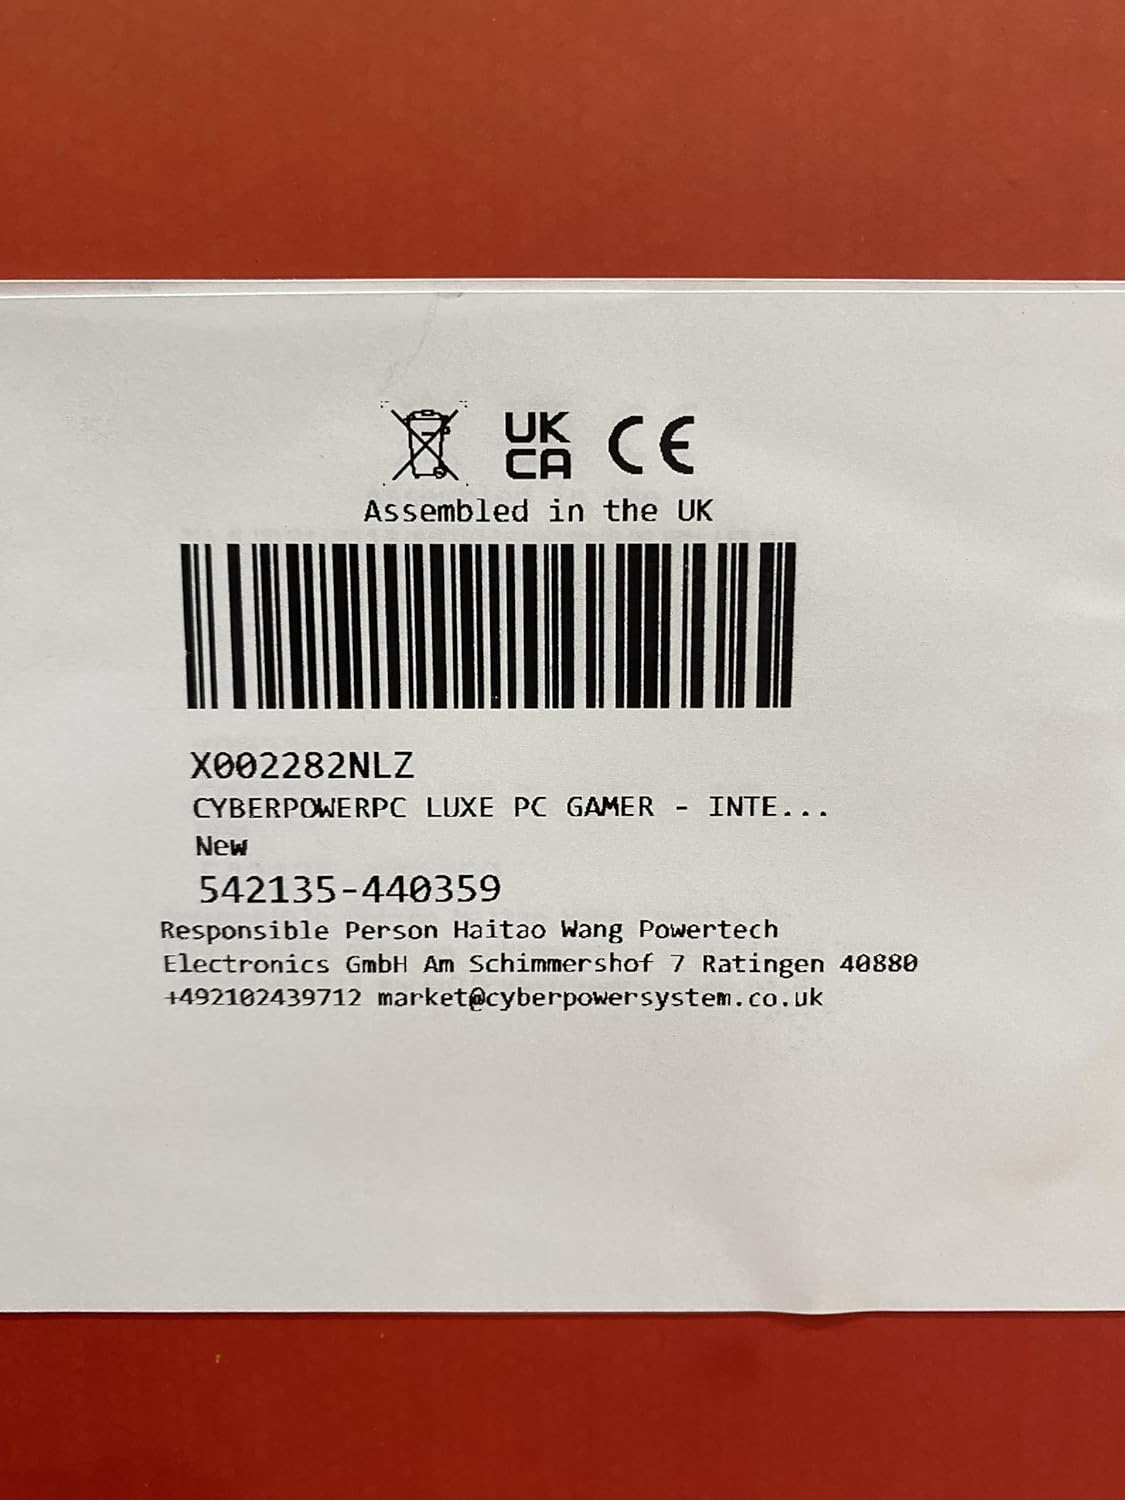 UK
CA CE
Assembled in the UK
X002282NLZ
CYBERPOWERPC LUXE PC GAMER - INTE...
New
542135-440359
Responsible Person Haitao Wang Powertech
Electronics GmbH Am Schimmershof 7 Ratingen 40880
+492102439712 market@cyberpowersystem.co.uk